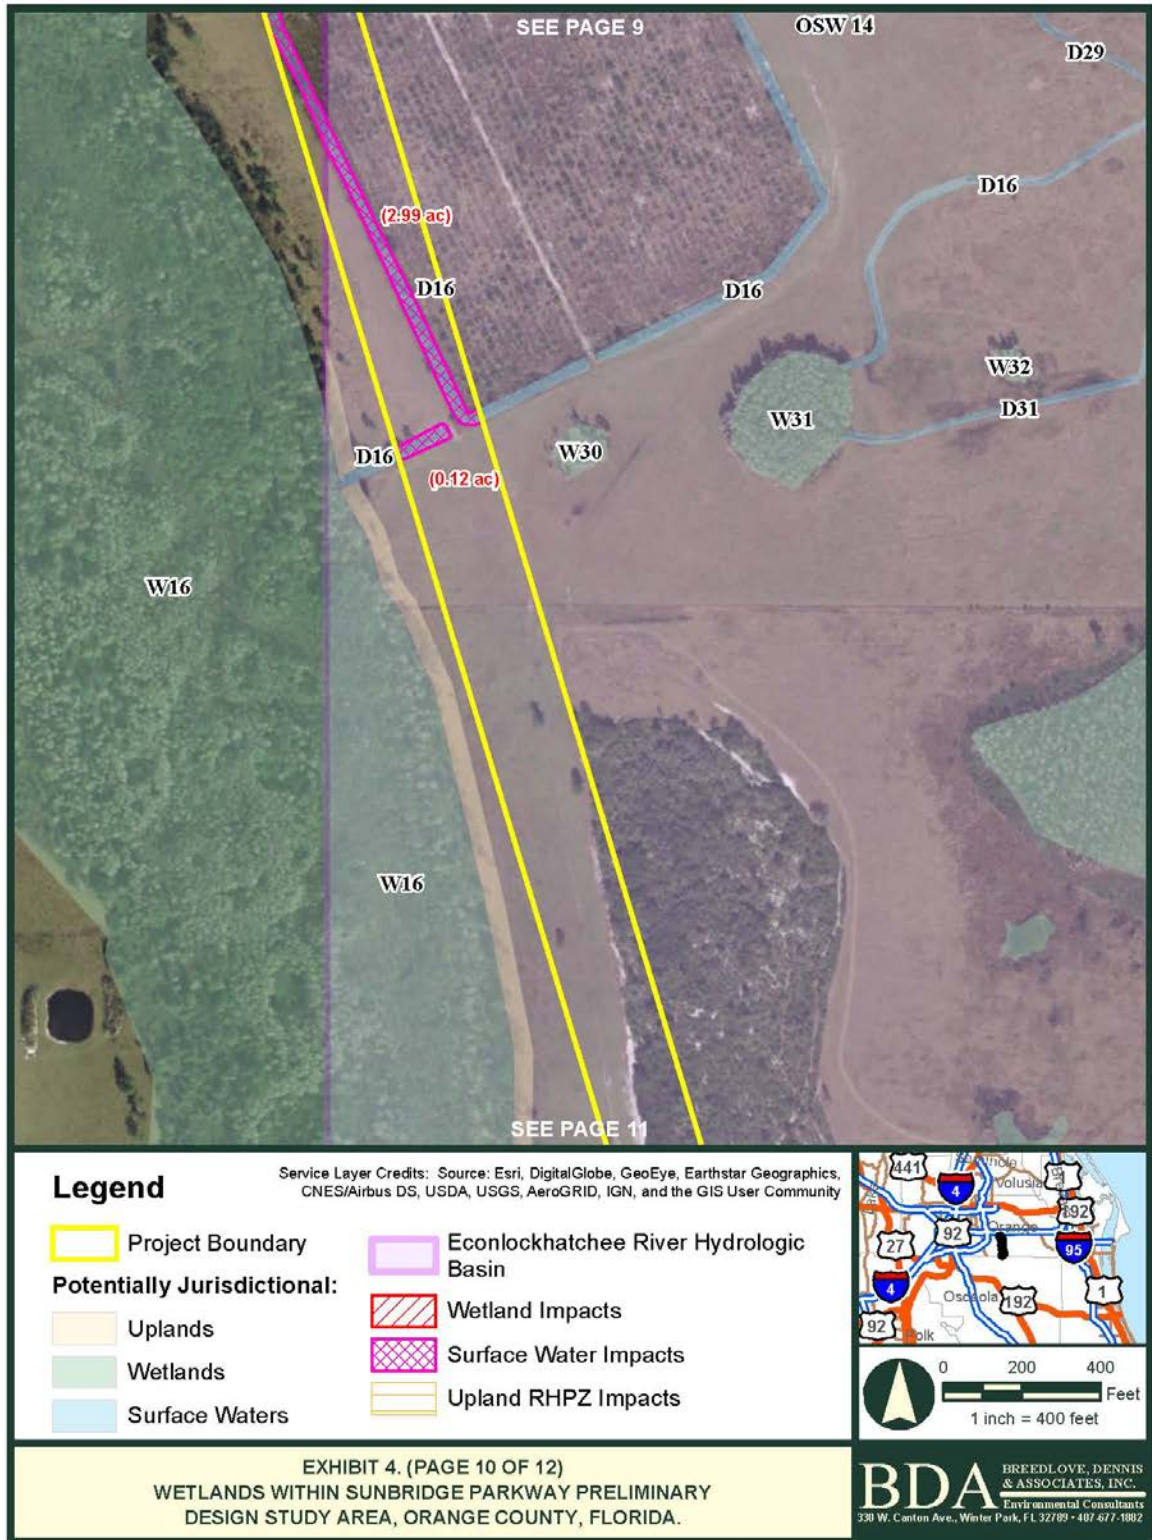 SEE PAGE 9
OSW 14
D29
D16
(2.99 ac)
D16
D16
W32
D31
W31
W30
D16
(0.12 ac)
W16
W16
SEE PAGE 11
Legend
Service Layer Credits: Source: Esri, DigitalGlobe, GeoEye, Earthstar Geographics,
CNES/Airbus DS, USDA, USGS, AeroGRID, IGN, and the GIS User Community
Project Boundary
Potentially Jurisdictional:
Uplands
Wetlands
Surface Waters
Econlockhatchee River Hydrologic
Basin
Wetland Impacts
Surface Water Impacts
Upland RHPZ Impacts
441
4
Volusia
1
192
92
Orange
27
95
4
Osceola
192
1
92
Polk
0 200 400
Feet
1 inch = 400 feet
EXHIBIT 4. (PAGE 10 OF 12)
WETLANDS WITHIN SUNBRIDGE PARKWAY PRELIMINARY
DESIGN STUDY AREA, ORANGE COUNTY, FLORIDA.
BDA
BREEDLOVE, DENNIS
& ASSOCIATES, INC.
Environmental Consultants
330 W. Canton Ave., Winter Park, FL 32789 • 407-677-1882